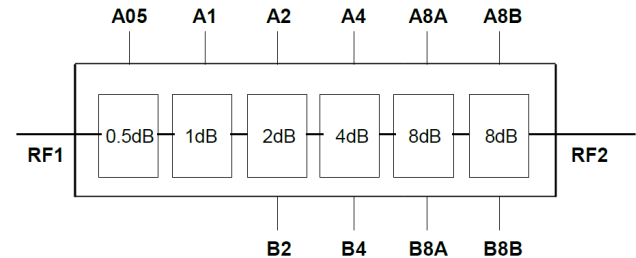 A05 A1 A2 A4 A8A A8B
0.5dB 1dB 2dB 4dB 8dB 8dB
RF1 RF2
B2 B4 B8A B8B